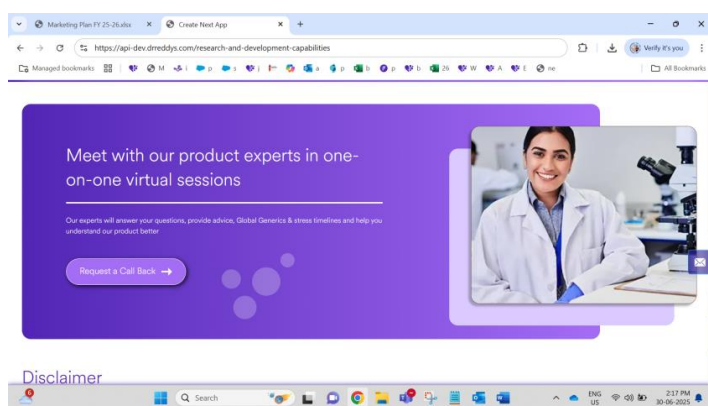 Marketing Plan FY 25-26.xlsx
Create Next App
https://api-dev.drreddys.com/research-and-development-capabilities
Verify it's you
Managed bookmarks M i p s j a p b p b 26 W A E ne All Bookmarks
Meet with our product experts in one-
on-one virtual sessions
Our experts will answer your questions, provide advice, Global Generics & stress timelines and help you
understand our product better
Request a Call Back →
Disclaimer
Search
ENG
US
2:17 PM
30-06-2025